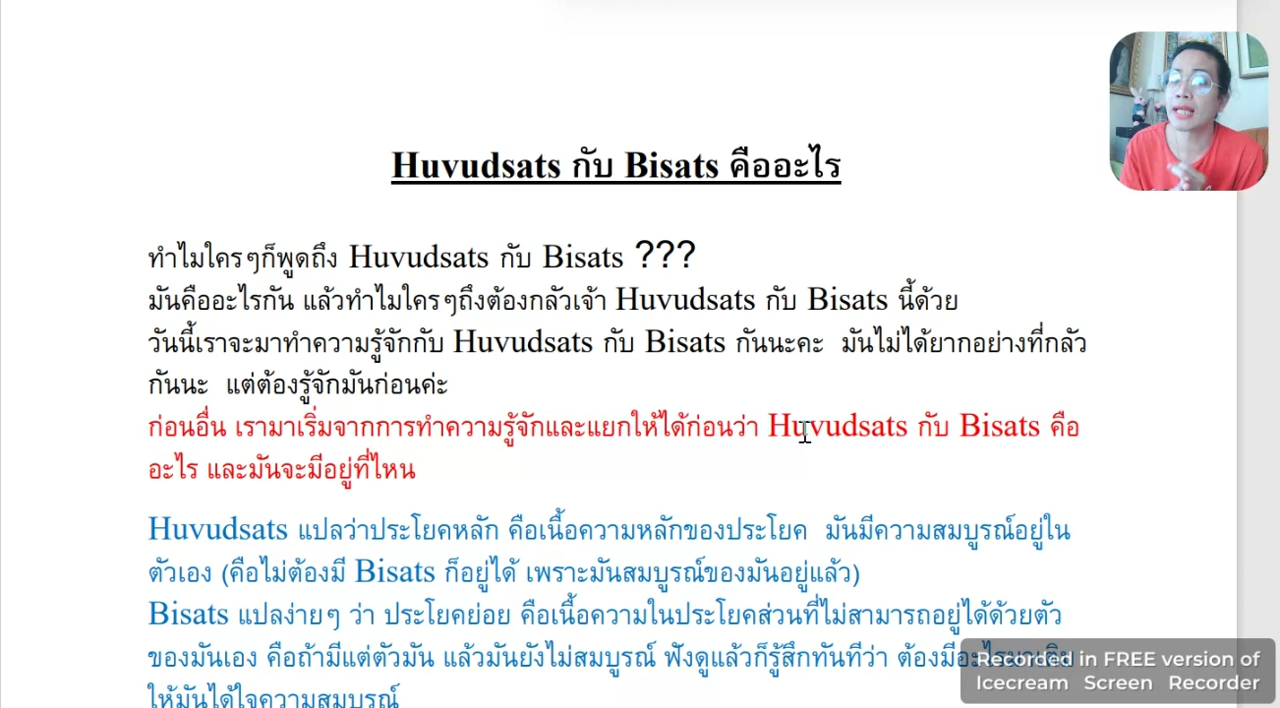 Huvudsats กับ Bisats คืออะไร
ทำไมใครๆก็พูดถึง Huvudsats กับ Bisats ???
มันคืออะไรกัน แล้วทำไมใครๆถึงต้องกลัวเจ้า Huvudsats กับ Bisats นี้ด้วย
วันนี้เราจะมาทำความรู้จักกับ Huvudsats กับ Bisats กันนะคะ มันไม่ได้ยากอย่างที่กลัว
กันนะ แต่ต้องรู้จักมันก่อนค่ะ
ก่อนอื่น เรามาเริ่มจากการทำความรู้จักและแยกให้ได้ก่อนว่า Huvudsats กับ Bisats คือ
อะไร และมันจะมีอยู่ที่ไหน
Huvudsats แปลว่าประโยคหลัก คือเนื้อความหลักของประโยค มันมีความสมบูรณ์อยู่ใน
ตัวเอง (คือไม่ต้องมี Bisats ก็อยู่ได้ เพราะมันสมบูรณ์ของมันอยู่แล้ว)
Bisats แปลง่ายๆ ว่า ประโยคย่อย คือเนื้อความในประโยคส่วนที่ไม่สามารถอยู่ได้ด้วยตัว
ของมันเอง คือถ้ามีแต่ตัวมัน แล้วมันยังไม่สมบูรณ์ ฟังดูแล้วก็รู้สึกทันทีว่า ต้องมี
ให้มันได้ใจความสมบูรณ์
Recorded in FREE version of
Icecream Screen Recorder